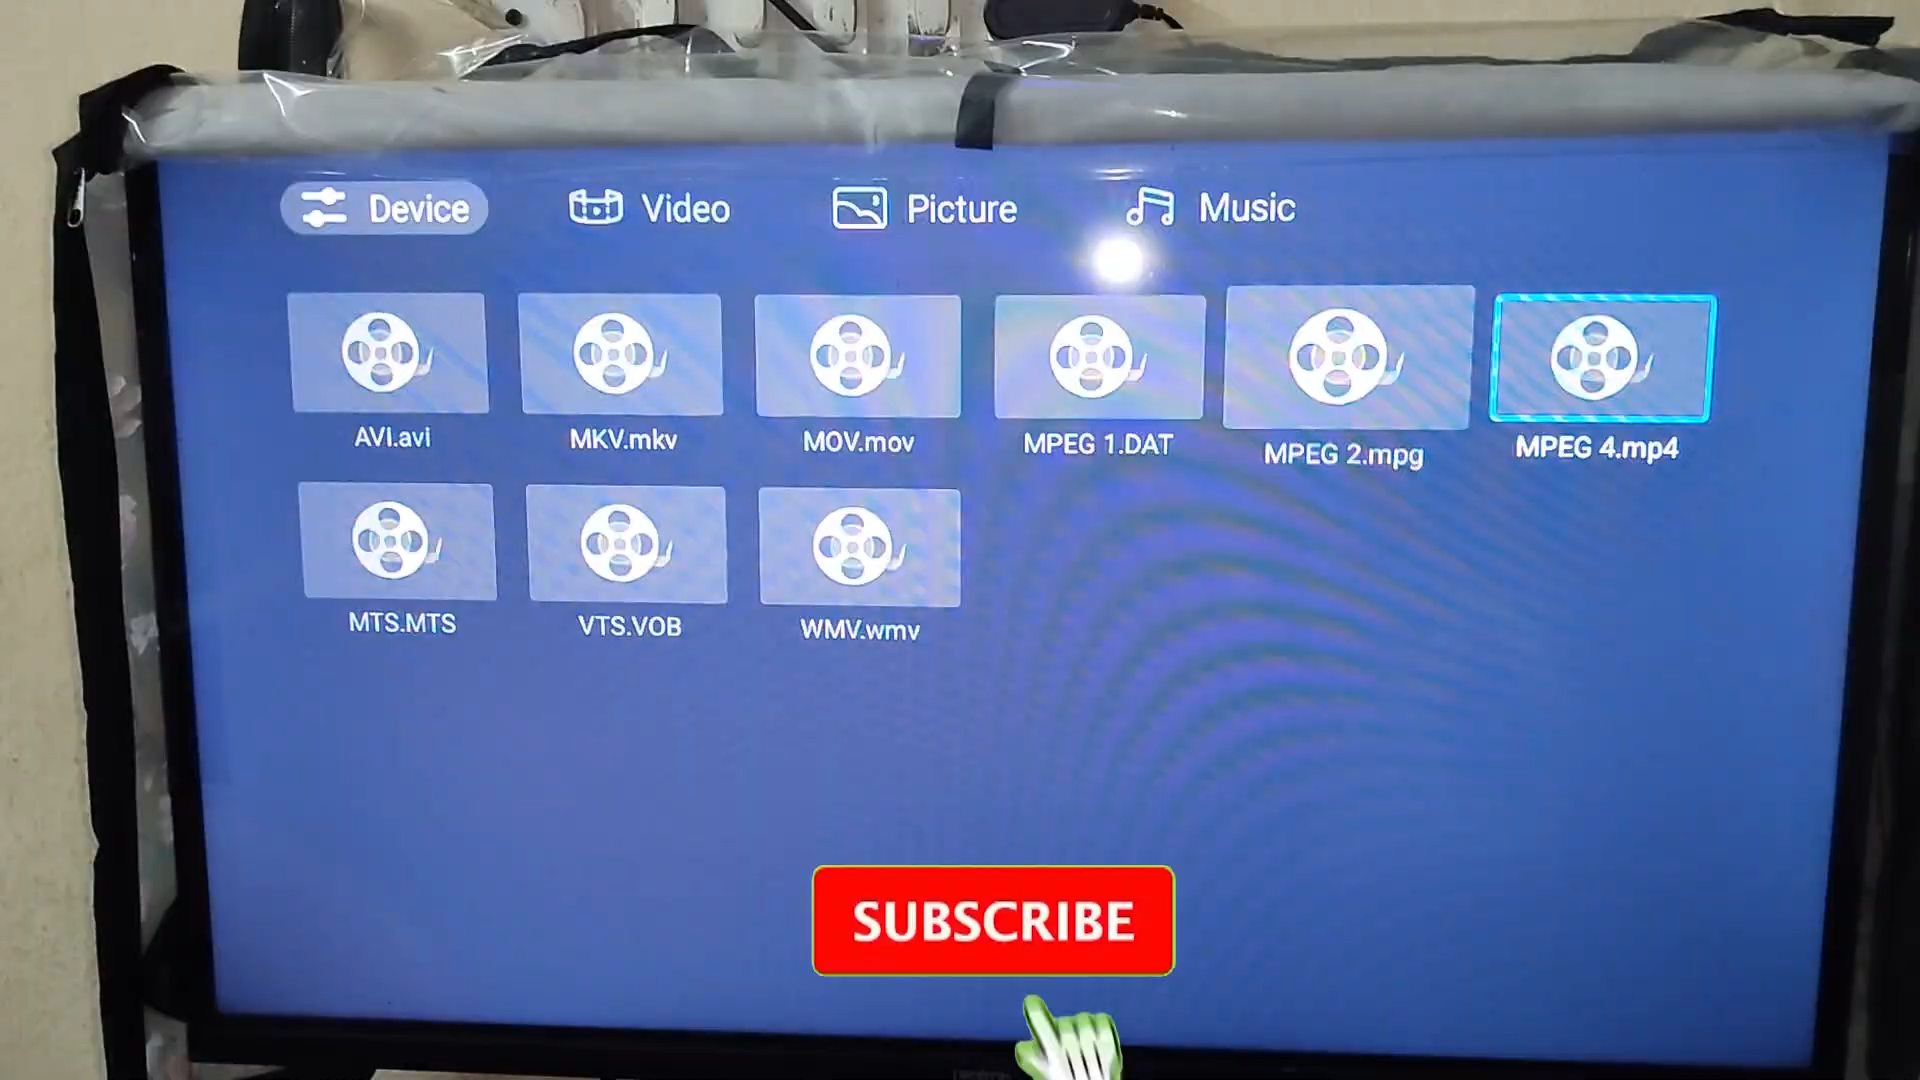 Device Video Picture Music
AVI.avi MKV.mkv MOV.mov MPEG 1.DAT MPEG 2.mpg MPEG 4.mp4
MTS.MTS VTS.VOB WMV.wmv
SUBSCRIBE